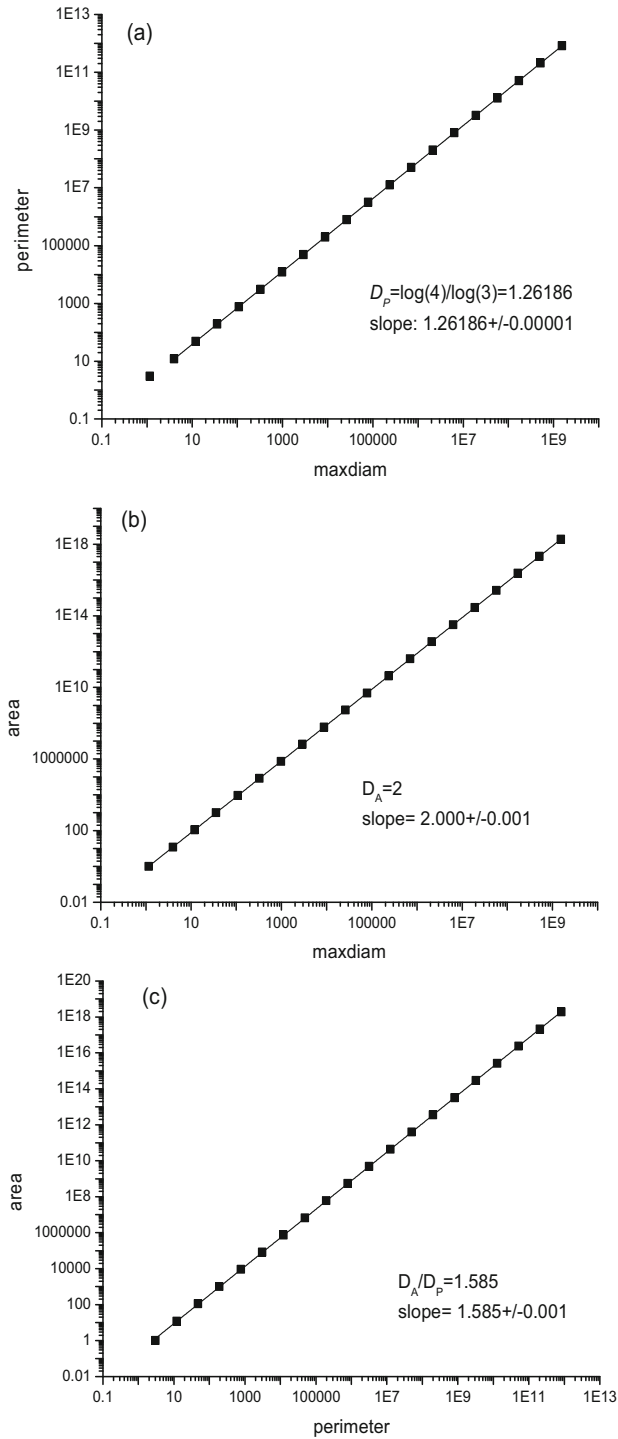 (a)
1E13
1E11
1E9
1E7
100000
1000
10
0.1
perimeter
D_P=log(4)/log(3)=1.26186
slope: 1.26186+/-0.00001
0.1 10 1000 100000 1E7 1E9
maxdiam
(b)
1E18
1E14
1E10
1000000
100
0.01
area
D_A=2
slope= 2.000+/-0.001
0.1 10 1000 100000 1E7 1E9
maxdiam
(c)
1E20
1E18
1E16
1E14
1E12
1E10
1E8
1000000
10000
100
1
0.01
area
D_A/D_P=1.585
slope= 1.585+/-0.001
0.1 10 1000 100000 1E7 1E9 1E11 1E13
perimeter